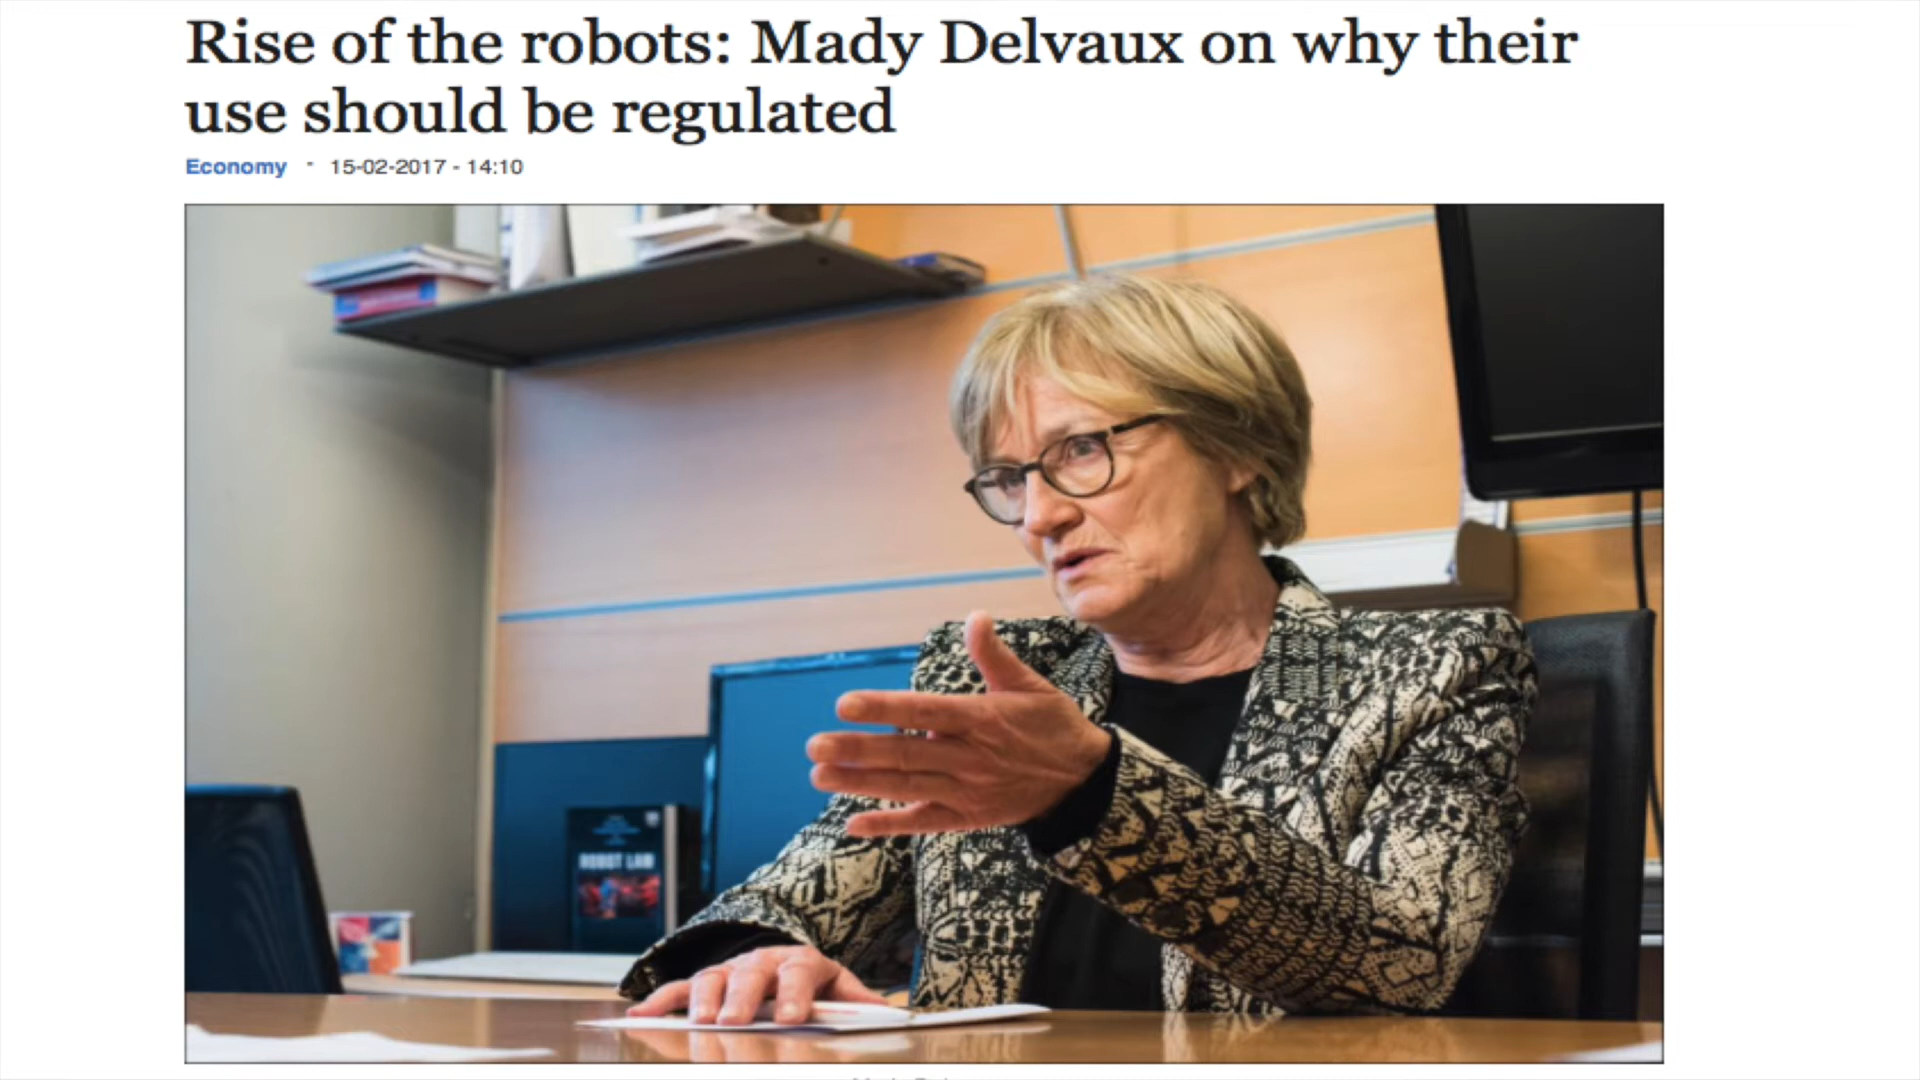 Rise of the robots: Mady Delvaux on why their
use should be regulated
Economy - 15-02-2017 - 14:10
ROBOT LAW